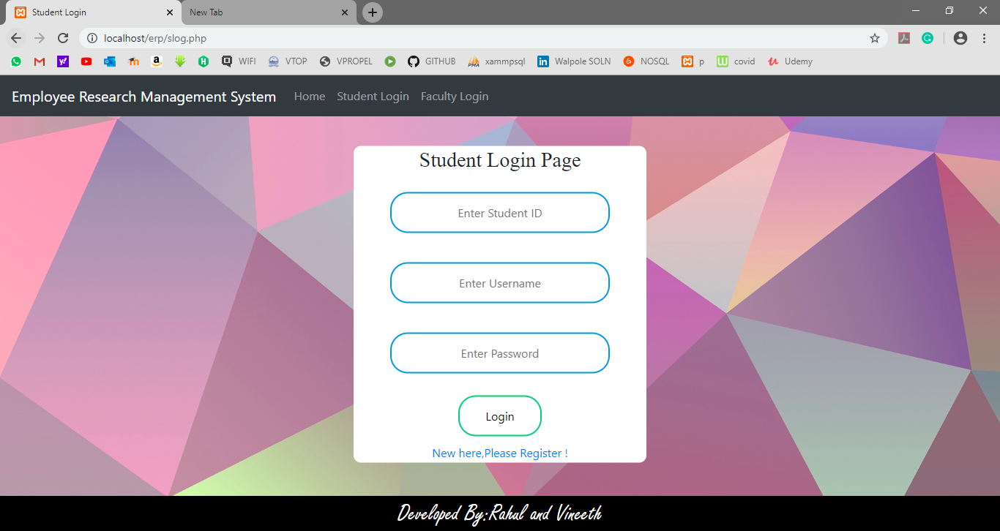 Student Login
New Tab
localhost/erp/slog.php
WIFI VTOP VPROPEL GITHUB xammpsql Walpole SOLN NOSQL p covid Udemy
Employee Research Management System Home Student Login Faculty Login
Student Login Page
Enter Student ID
Enter Username
Enter Password
Login
New here,Please Register !
Developed By:Rahul and Vineeth